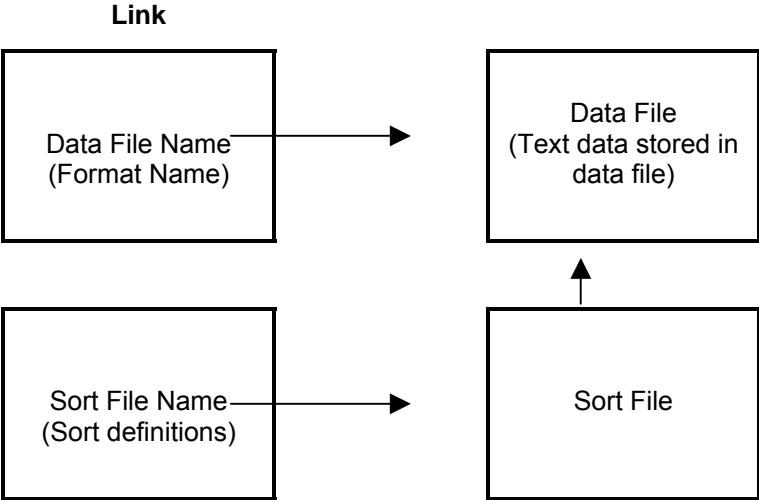 Link
Data File Name
(Format Name)
Data File
(Text data stored in
data file)
Sort File Name
(Sort definitions)
Sort File